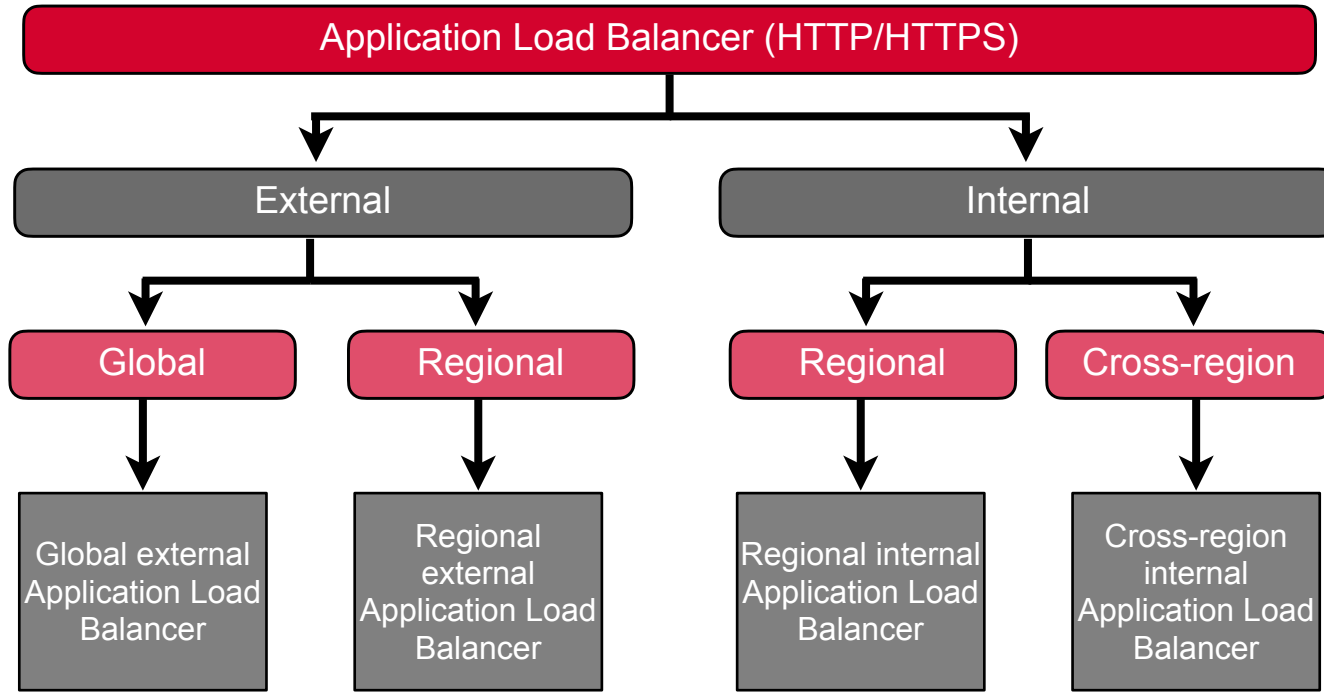 Application Load Balancer (HTTP/HTTPS)
External
Internal
Global
Regional
Regional
Cross-region
Global external
Application Load
Balancer
Regional
external
Application Load
Balancer
Regional internal
Application Load
Balancer
Cross-region
internal
Application Load
Balancer